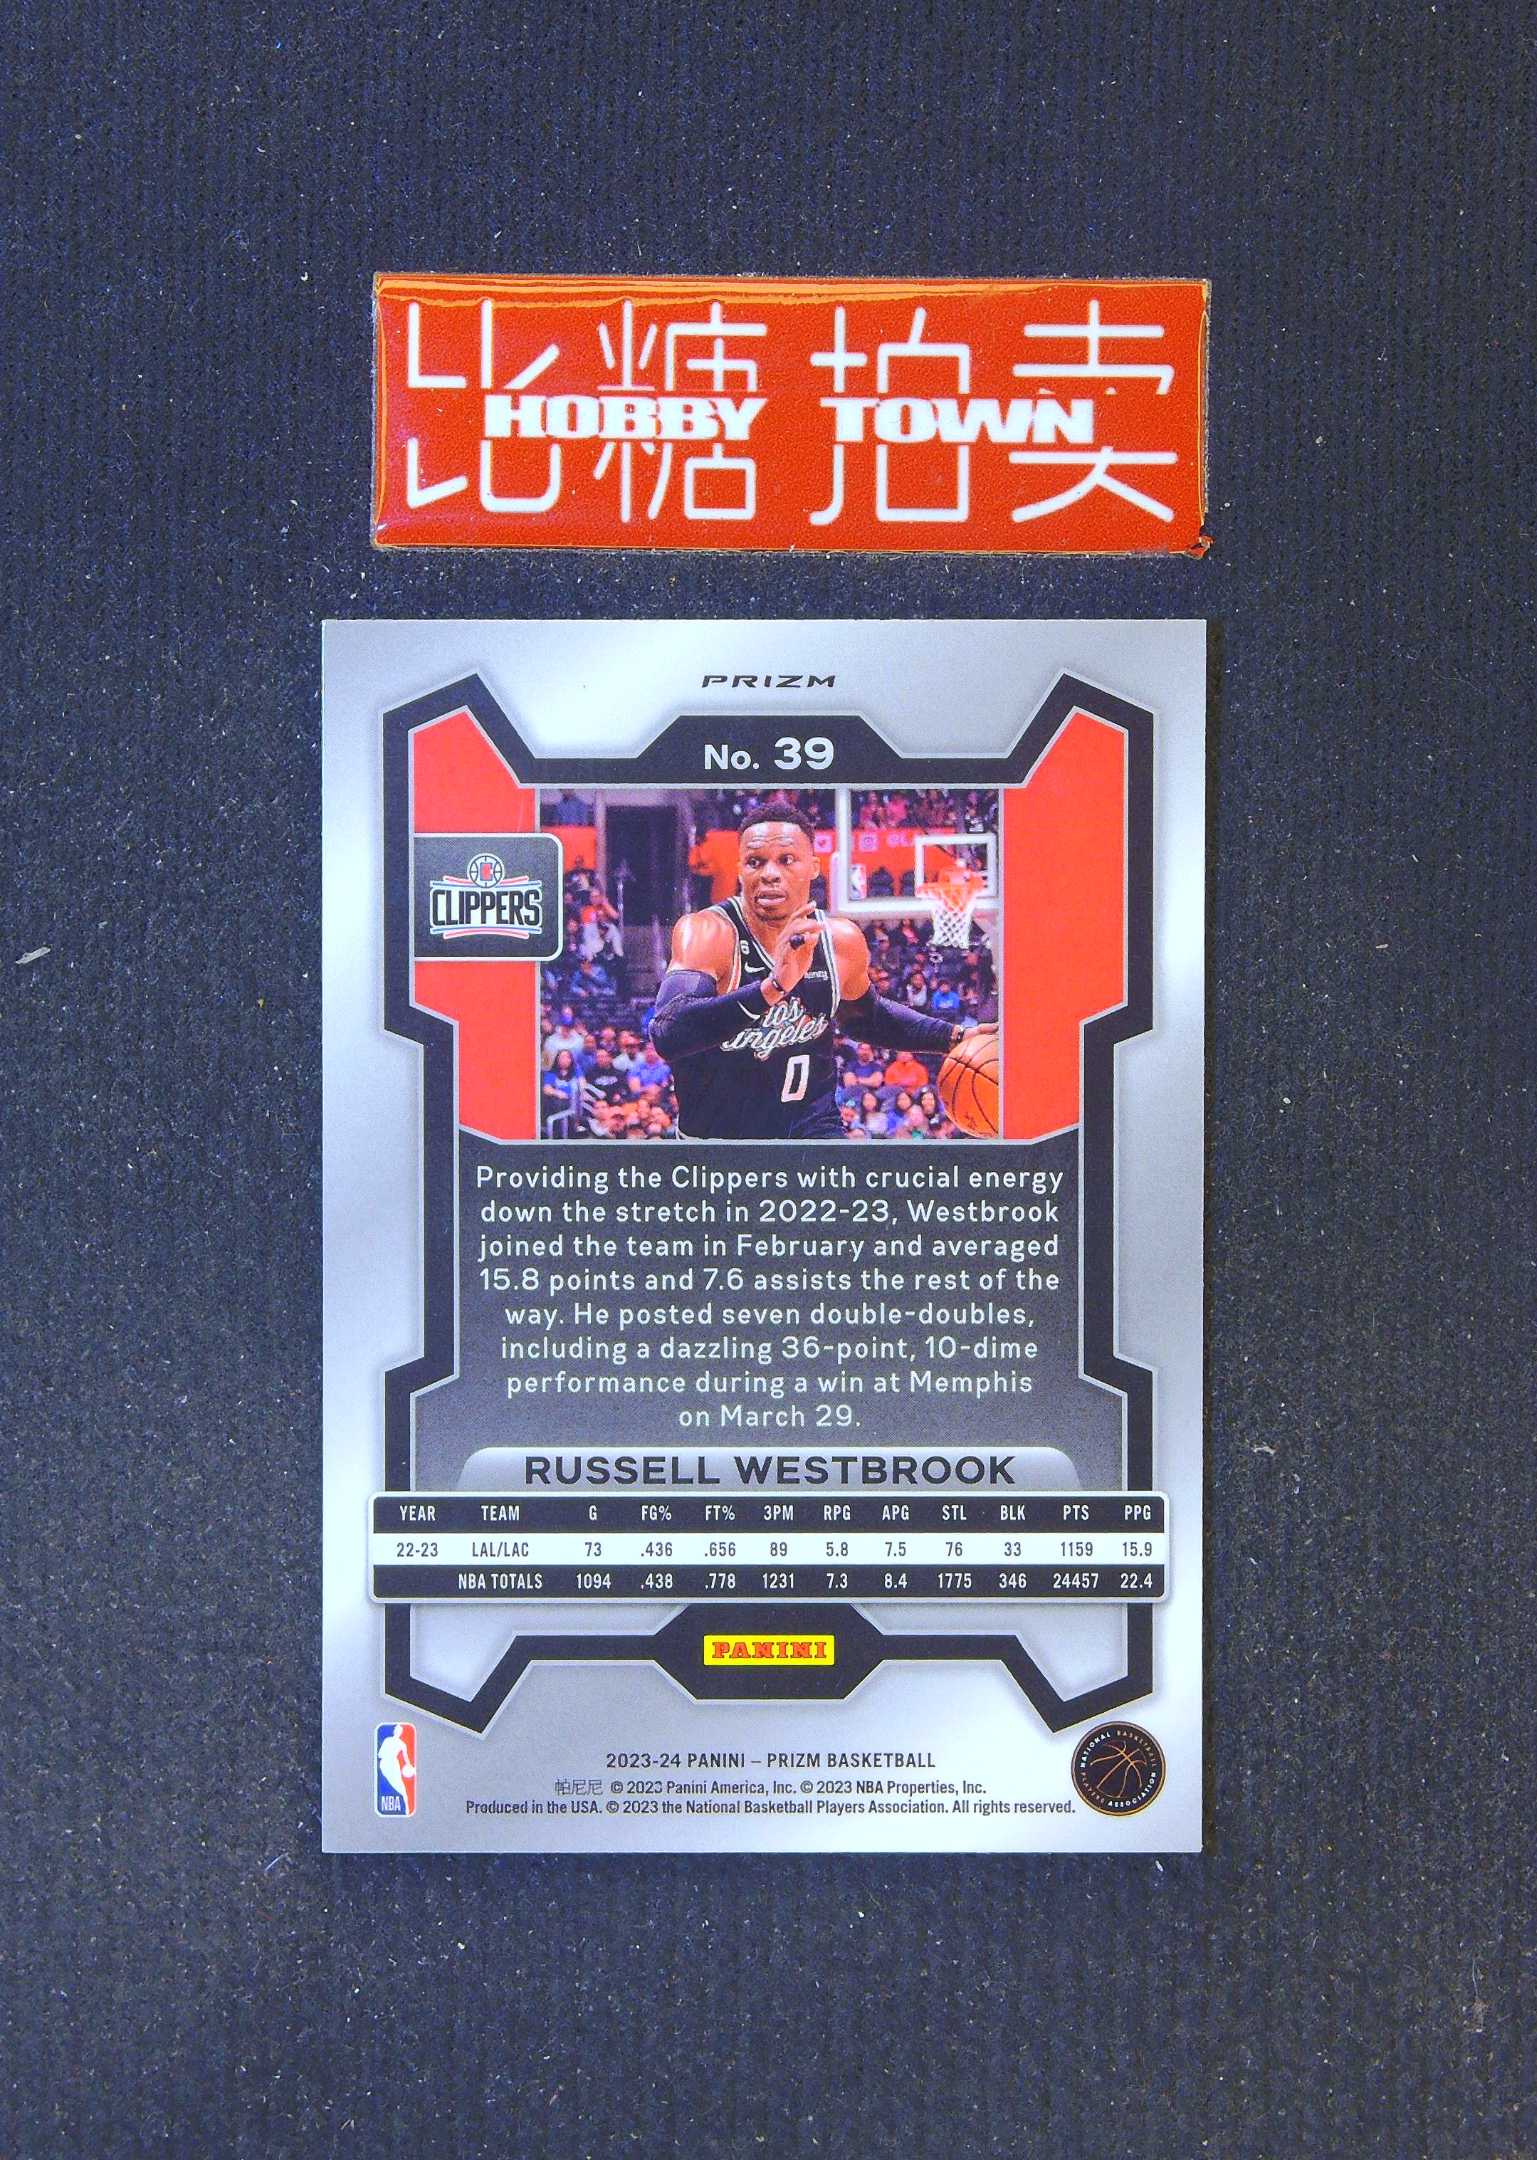 比糖拍卖
HOBBY TOWN
PRIZM
No. 39
CLIPPERS
Los
Angeles
0
Providing the Clippers with crucial energy
down the stretch in 2022-23, Westbrook
joined the team in February and averaged
15.8 points and 7.6 assists the rest of the
way. He posted seven double-doubles,
including a dazzling 36-point, 10-dime
performance during a win at Memphis
on March 29.
RUSSELL WESTBROOK
YEAR TEAM G FG% FT% 3PM RPG APG STL BLK PTS PPG
22-23 LAL/LAC 73 .436 .656 89 5.8 7.5 76 33 1159 15.9
NBA TOTALS 1094 .438 .778 1231 7.3 8.4 1775 346 24457 22.4
PANINI
2023-24 PANINI – PRIZM BASKETBALL
帕尼尼 © 2023 Panini America, Inc. © 2023 NBA Properties, Inc.
Produced in the USA. © 2023 the National Basketball Players Association. All rights reserved.
NBA
NATIONAL BASKETBALL
PLAYERS ASSOCIATION